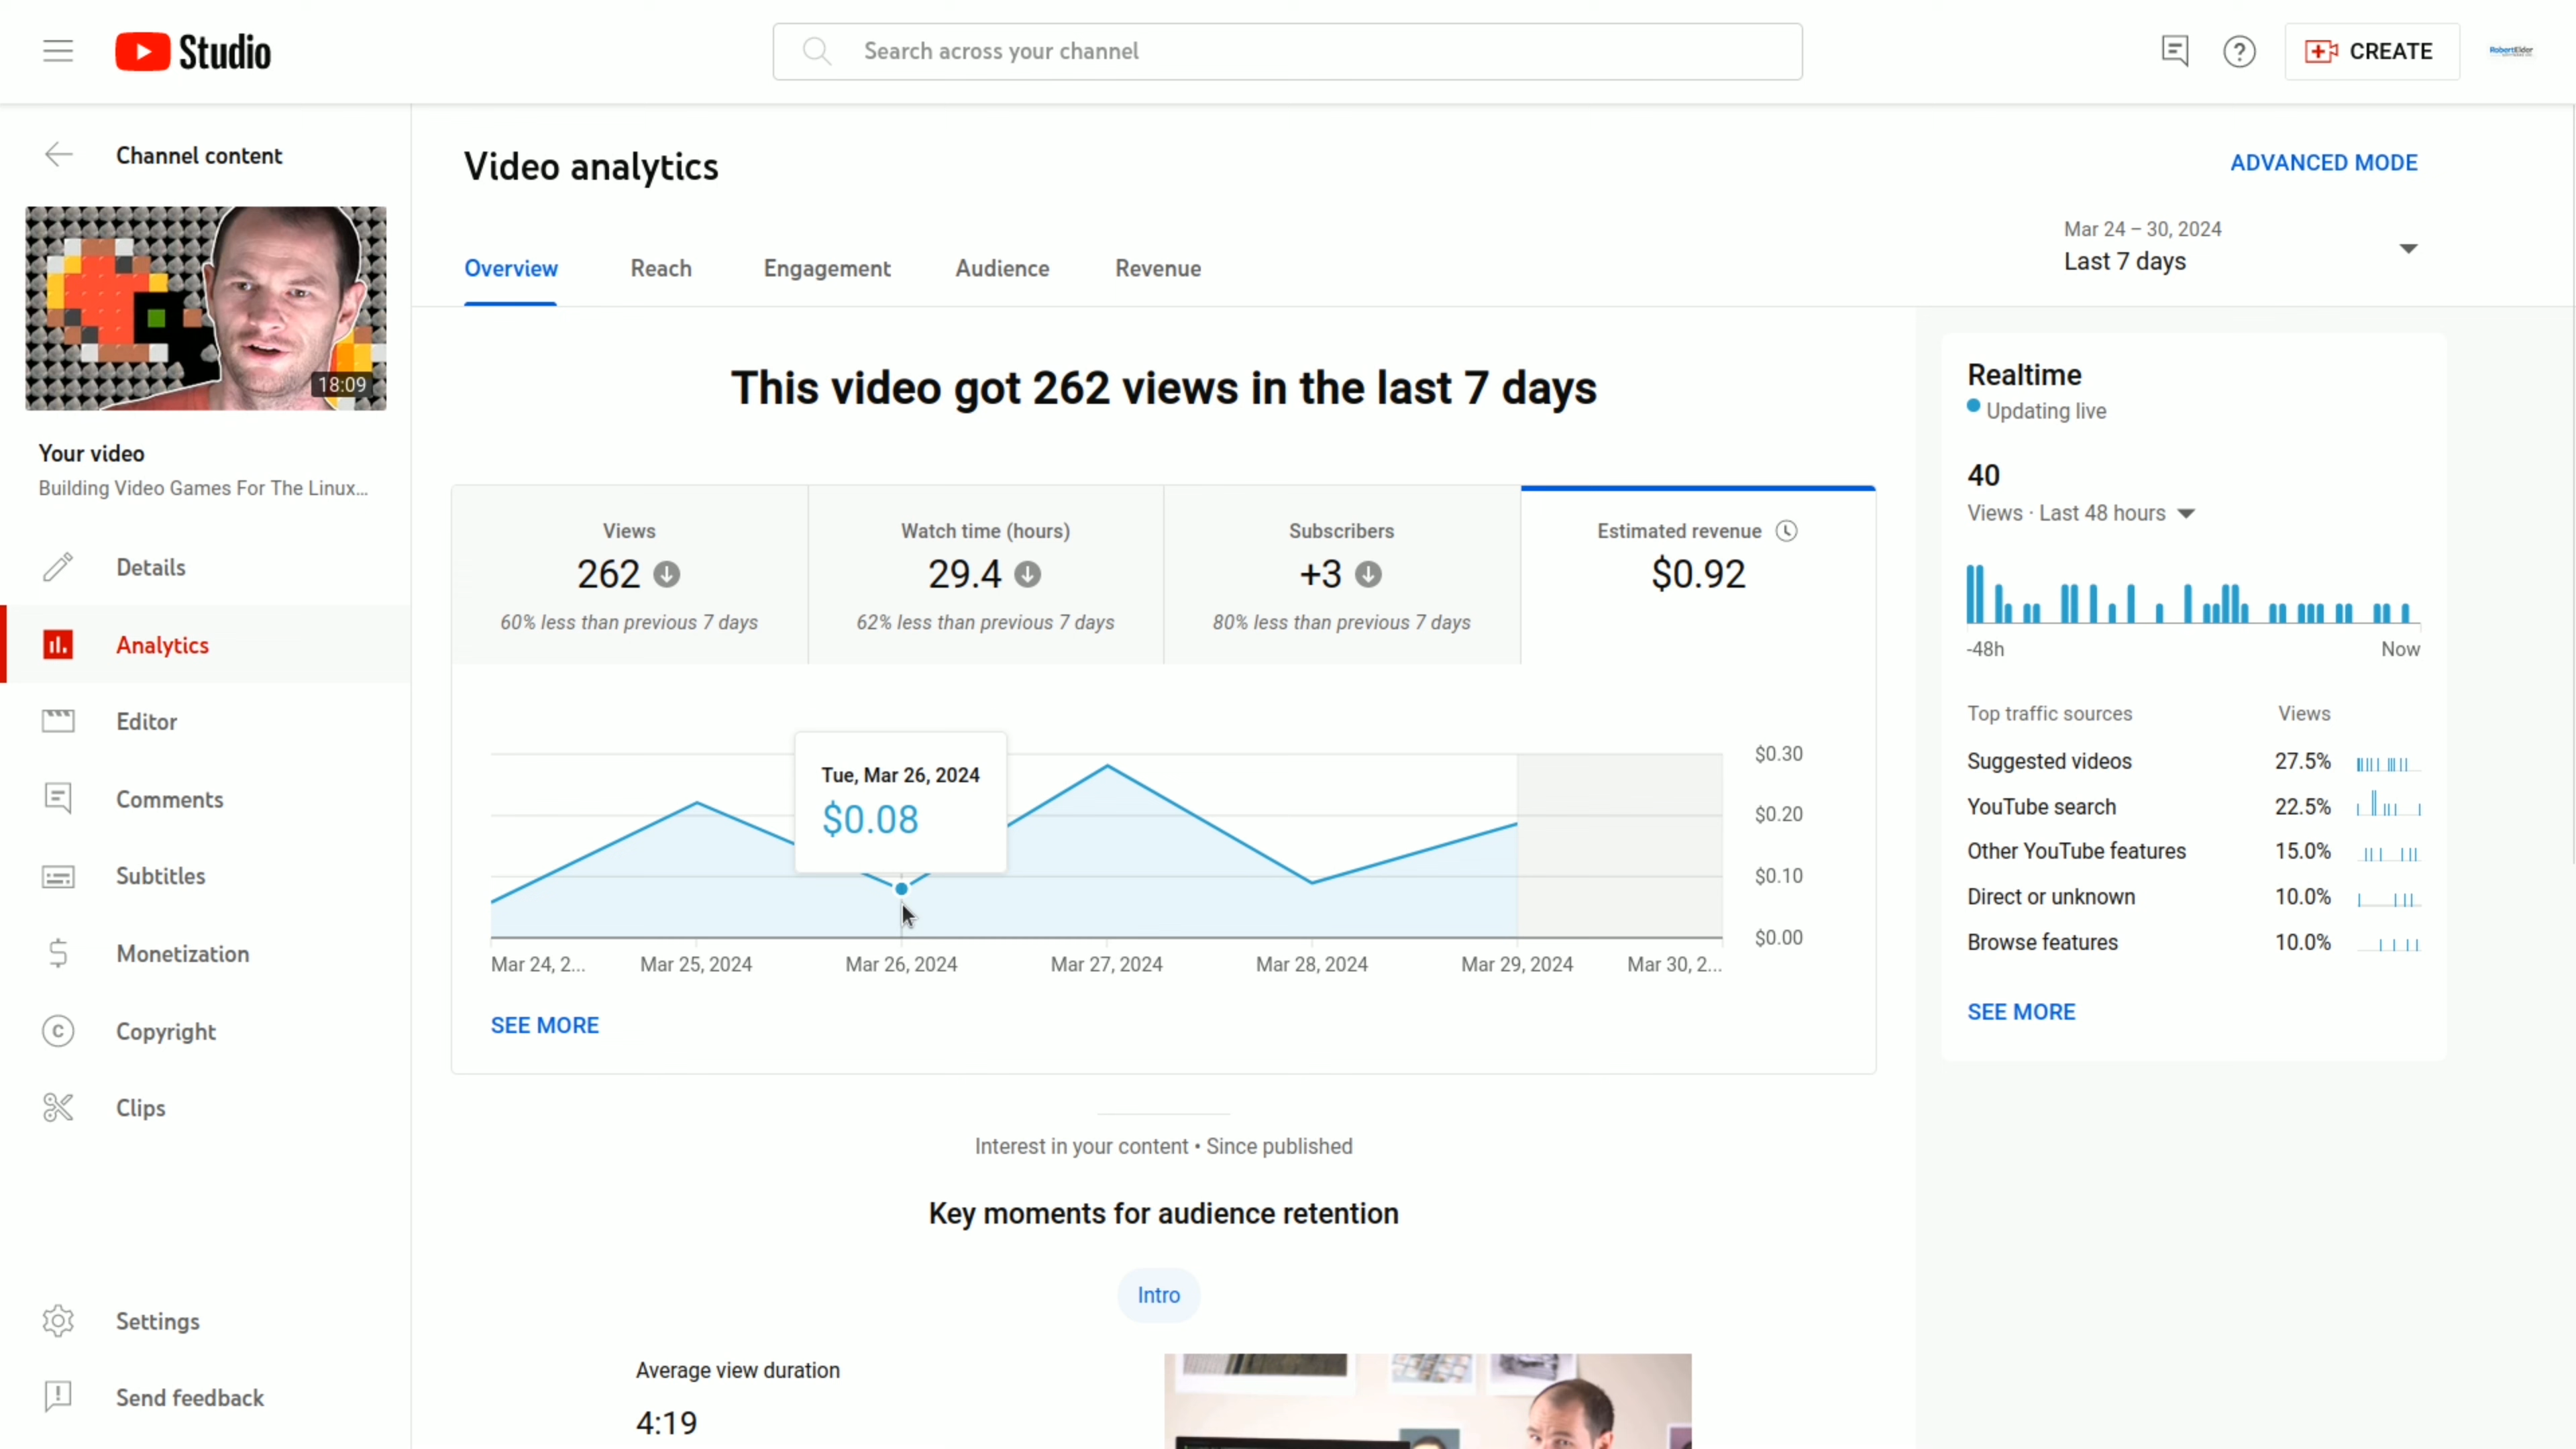 Studio
Search across your channel
CREATE
RobertElder
Channel content
18:09
Your video
Building Video Games For The Linux...
Details
Analytics
Editor
Comments
Subtitles
Monetization
Copyright
Clips
Settings
Send feedback
Video analytics
ADVANCED MODE
Overview Reach Engagement Audience Revenue
Mar 24 – 30, 2024
Last 7 days
This video got 262 views in the last 7 days
Views
262
60% less than previous 7 days
Watch time (hours)
29.4
62% less than previous 7 days
Subscribers
+3
80% less than previous 7 days
Estimated revenue
$0.92
Tue, Mar 26, 2024
$0.08
$0.30
$0.20
$0.10
$0.00
Mar 24, 2... Mar 25, 2024 Mar 26, 2024 Mar 27, 2024 Mar 28, 2024 Mar 29, 2024 Mar 30, 2...
SEE MORE
Interest in your content • Since published
Key moments for audience retention
Intro
Average view duration
4:19
Realtime
Updating live
40
Views · Last 48 hours
-48h Now
Top traffic sources Views
Suggested videos 27.5%
YouTube search 22.5%
Other YouTube features 15.0%
Direct or unknown 10.0%
Browse features 10.0%
SEE MORE